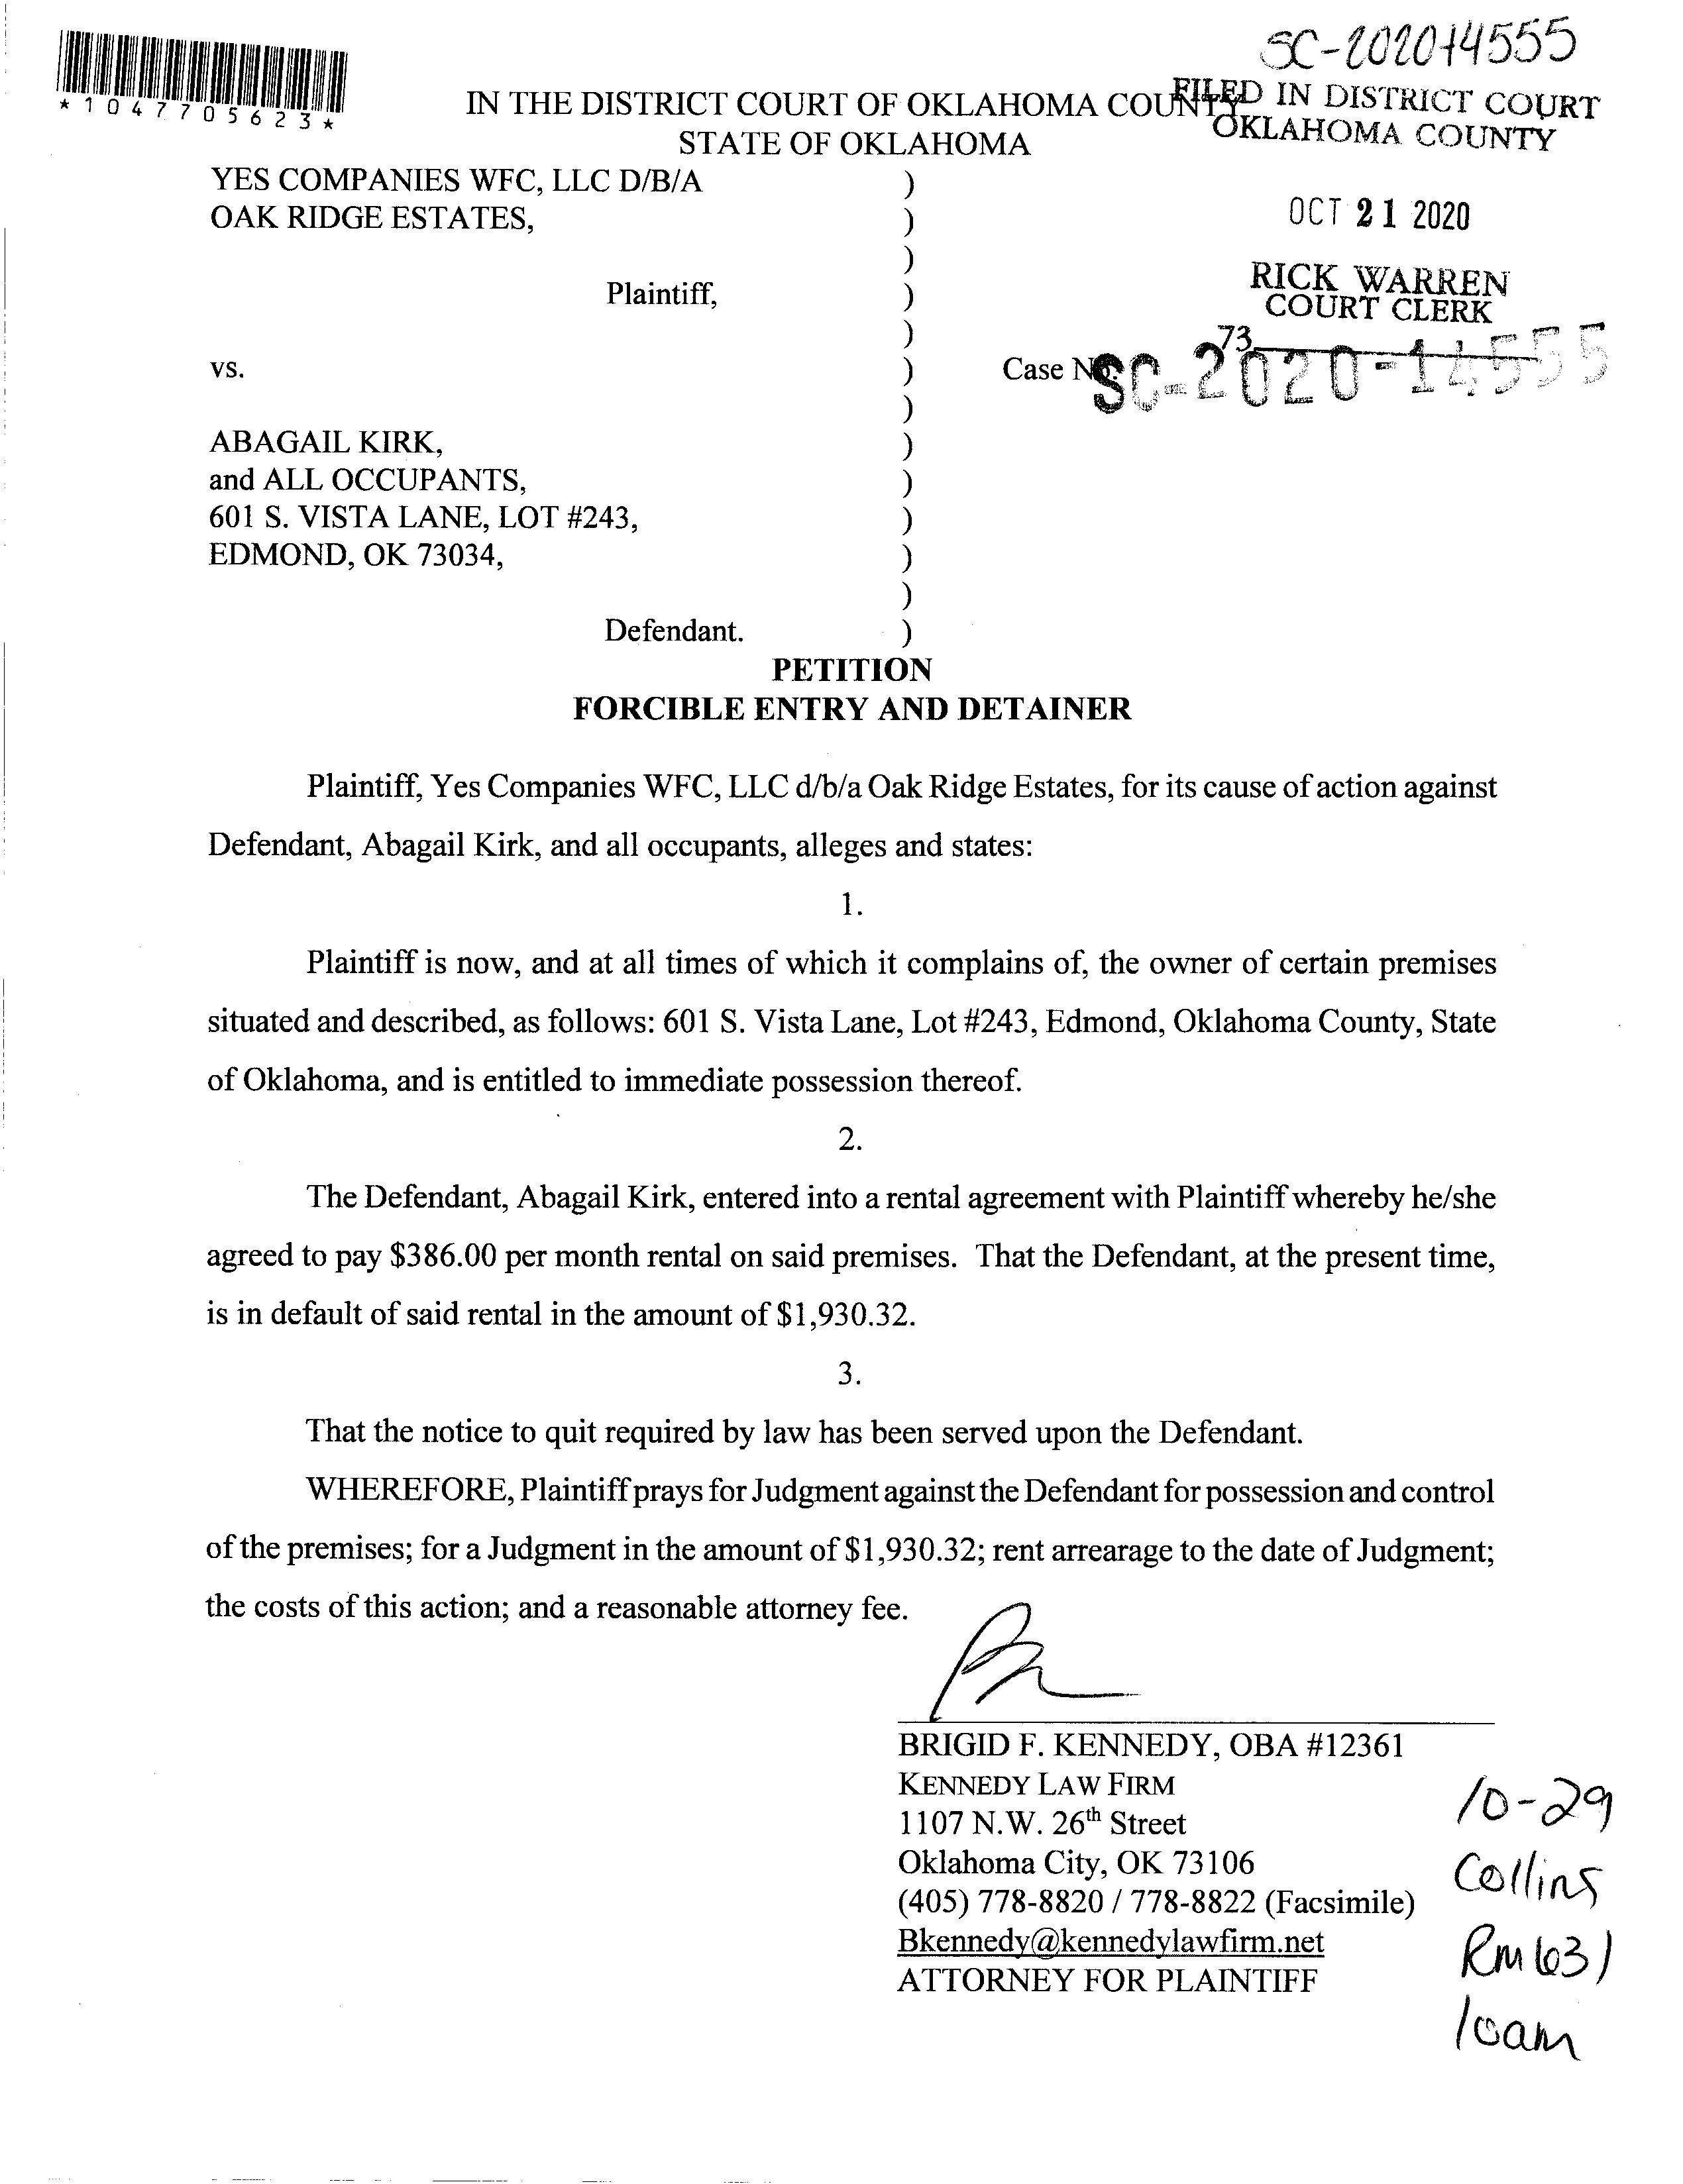 SC-2020-14555
*1047705623*
IN THE DISTRICT COURT OF OKLAHOMA COUNTY
STATE OF OKLAHOMA
FILED IN DISTRICT COURT
OKLAHOMA COUNTY
OCT 21 2020
RICK WARREN
COURT CLERK
73
YES COMPANIES WFC, LLC D/B/A )
OAK RIDGE ESTATES, )
)
Plaintiff, )
)
vs. ) Case No. SC-2020-14555
)
ABAGAIL KIRK, )
and ALL OCCUPANTS, )
601 S. VISTA LANE, LOT #243, )
EDMOND, OK 73034, )
)
Defendant. )
PETITION
FORCIBLE ENTRY AND DETAINER
Plaintiff, Yes Companies WFC, LLC d/b/a Oak Ridge Estates, for its cause of action against
Defendant, Abagail Kirk, and all occupants, alleges and states:
1.
Plaintiff is now, and at all times of which it complains of, the owner of certain premises
situated and described, as follows: 601 S. Vista Lane, Lot #243, Edmond, Oklahoma County, State
of Oklahoma, and is entitled to immediate possession thereof.
2.
The Defendant, Abagail Kirk, entered into a rental agreement with Plaintiff whereby he/she
agreed to pay $386.00 per month rental on said premises. That the Defendant, at the present time,
is in default of said rental in the amount of $1,930.32.
3.
That the notice to quit required by law has been served upon the Defendant.
WHEREFORE, Plaintiff prays for Judgment against the Defendant for possession and control
of the premises; for a Judgment in the amount of $1,930.32; rent arrearage to the date of Judgment;
the costs of this action; and a reasonable attorney fee.
BRIGID F. KENNEDY, OBA #12361
KENNEDY LAW FIRM
1107 N.W. 26th Street
Oklahoma City, OK 73106
(405) 778-8820 / 778-8822 (Facsimile)
Bkennedy@kennedylawfirm.net
ATTORNEY FOR PLAINTIFF
10-29
Collins
Rm 631
10am